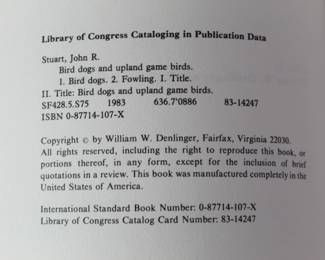 Library of Congress Cataloging in Publication Data
Stuart, John R.
Bird dogs and upland game birds.
1. Bird dogs. 2. Fowling. I. Title.
II. Title: Bird dogs and upland game birds.
SF428.5.S75 1983 636.7'0886 83-14247
ISBN 0-87714-107-X
Copyright © by William W. Denlinger, Fairfax, Virginia 22030.
All rights reserved, including the right to reproduce this book, or
portions thereof, in any form, except for the inclusion of brief
quotations in a review. This book was manufactured completely in the
United States of America.
International Standard Book Number: 0-87714-107-X
Library of Congress Catalog Card Number: 83-14247